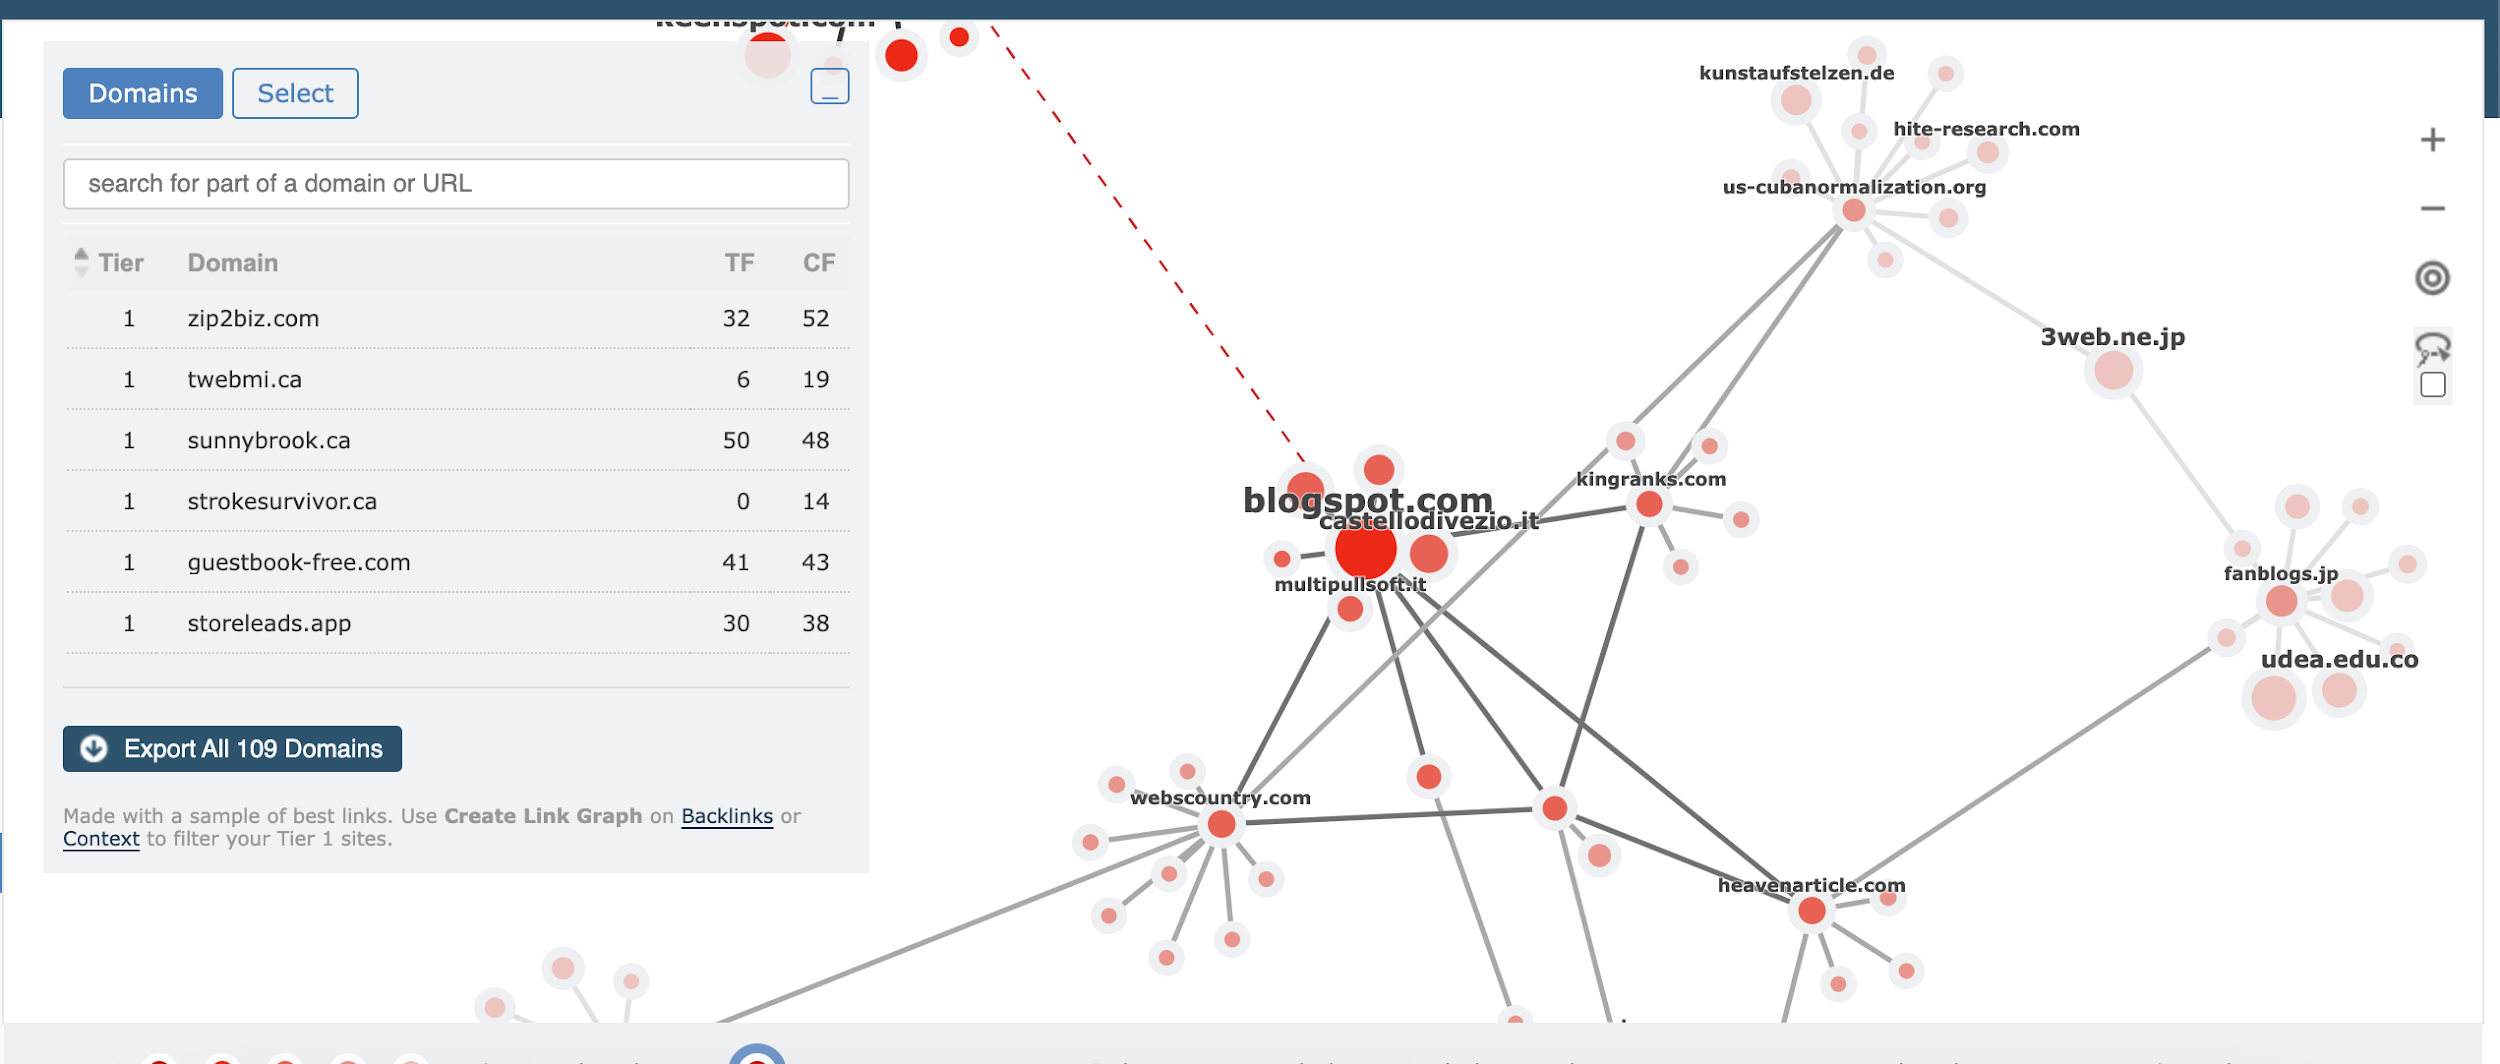 keenspot.com
Domains
Select
_
search for part of a domain or URL
Tier Domain TF CF
1 zip2biz.com 32 52
1 twebmi.ca 6 19
1 sunnybrook.ca 50 48
1 strokesurvivor.ca 0 14
1 guestbook-free.com 41 43
1 storeleads.app 30 38
Export All 109 Domains
Made with a sample of best links. Use Create Link Graph on Backlinks or
Context to filter your Tier 1 sites.
kunstaufstelzen.de
hite-research.com
us-cubanormalization.org
3web.ne.jp
kingranks.com
blogspot.com
castellodivezio.it
multipullsoft.it
fanblogs.jp
udea.edu.co
webscountry.com
heavenarticle.com